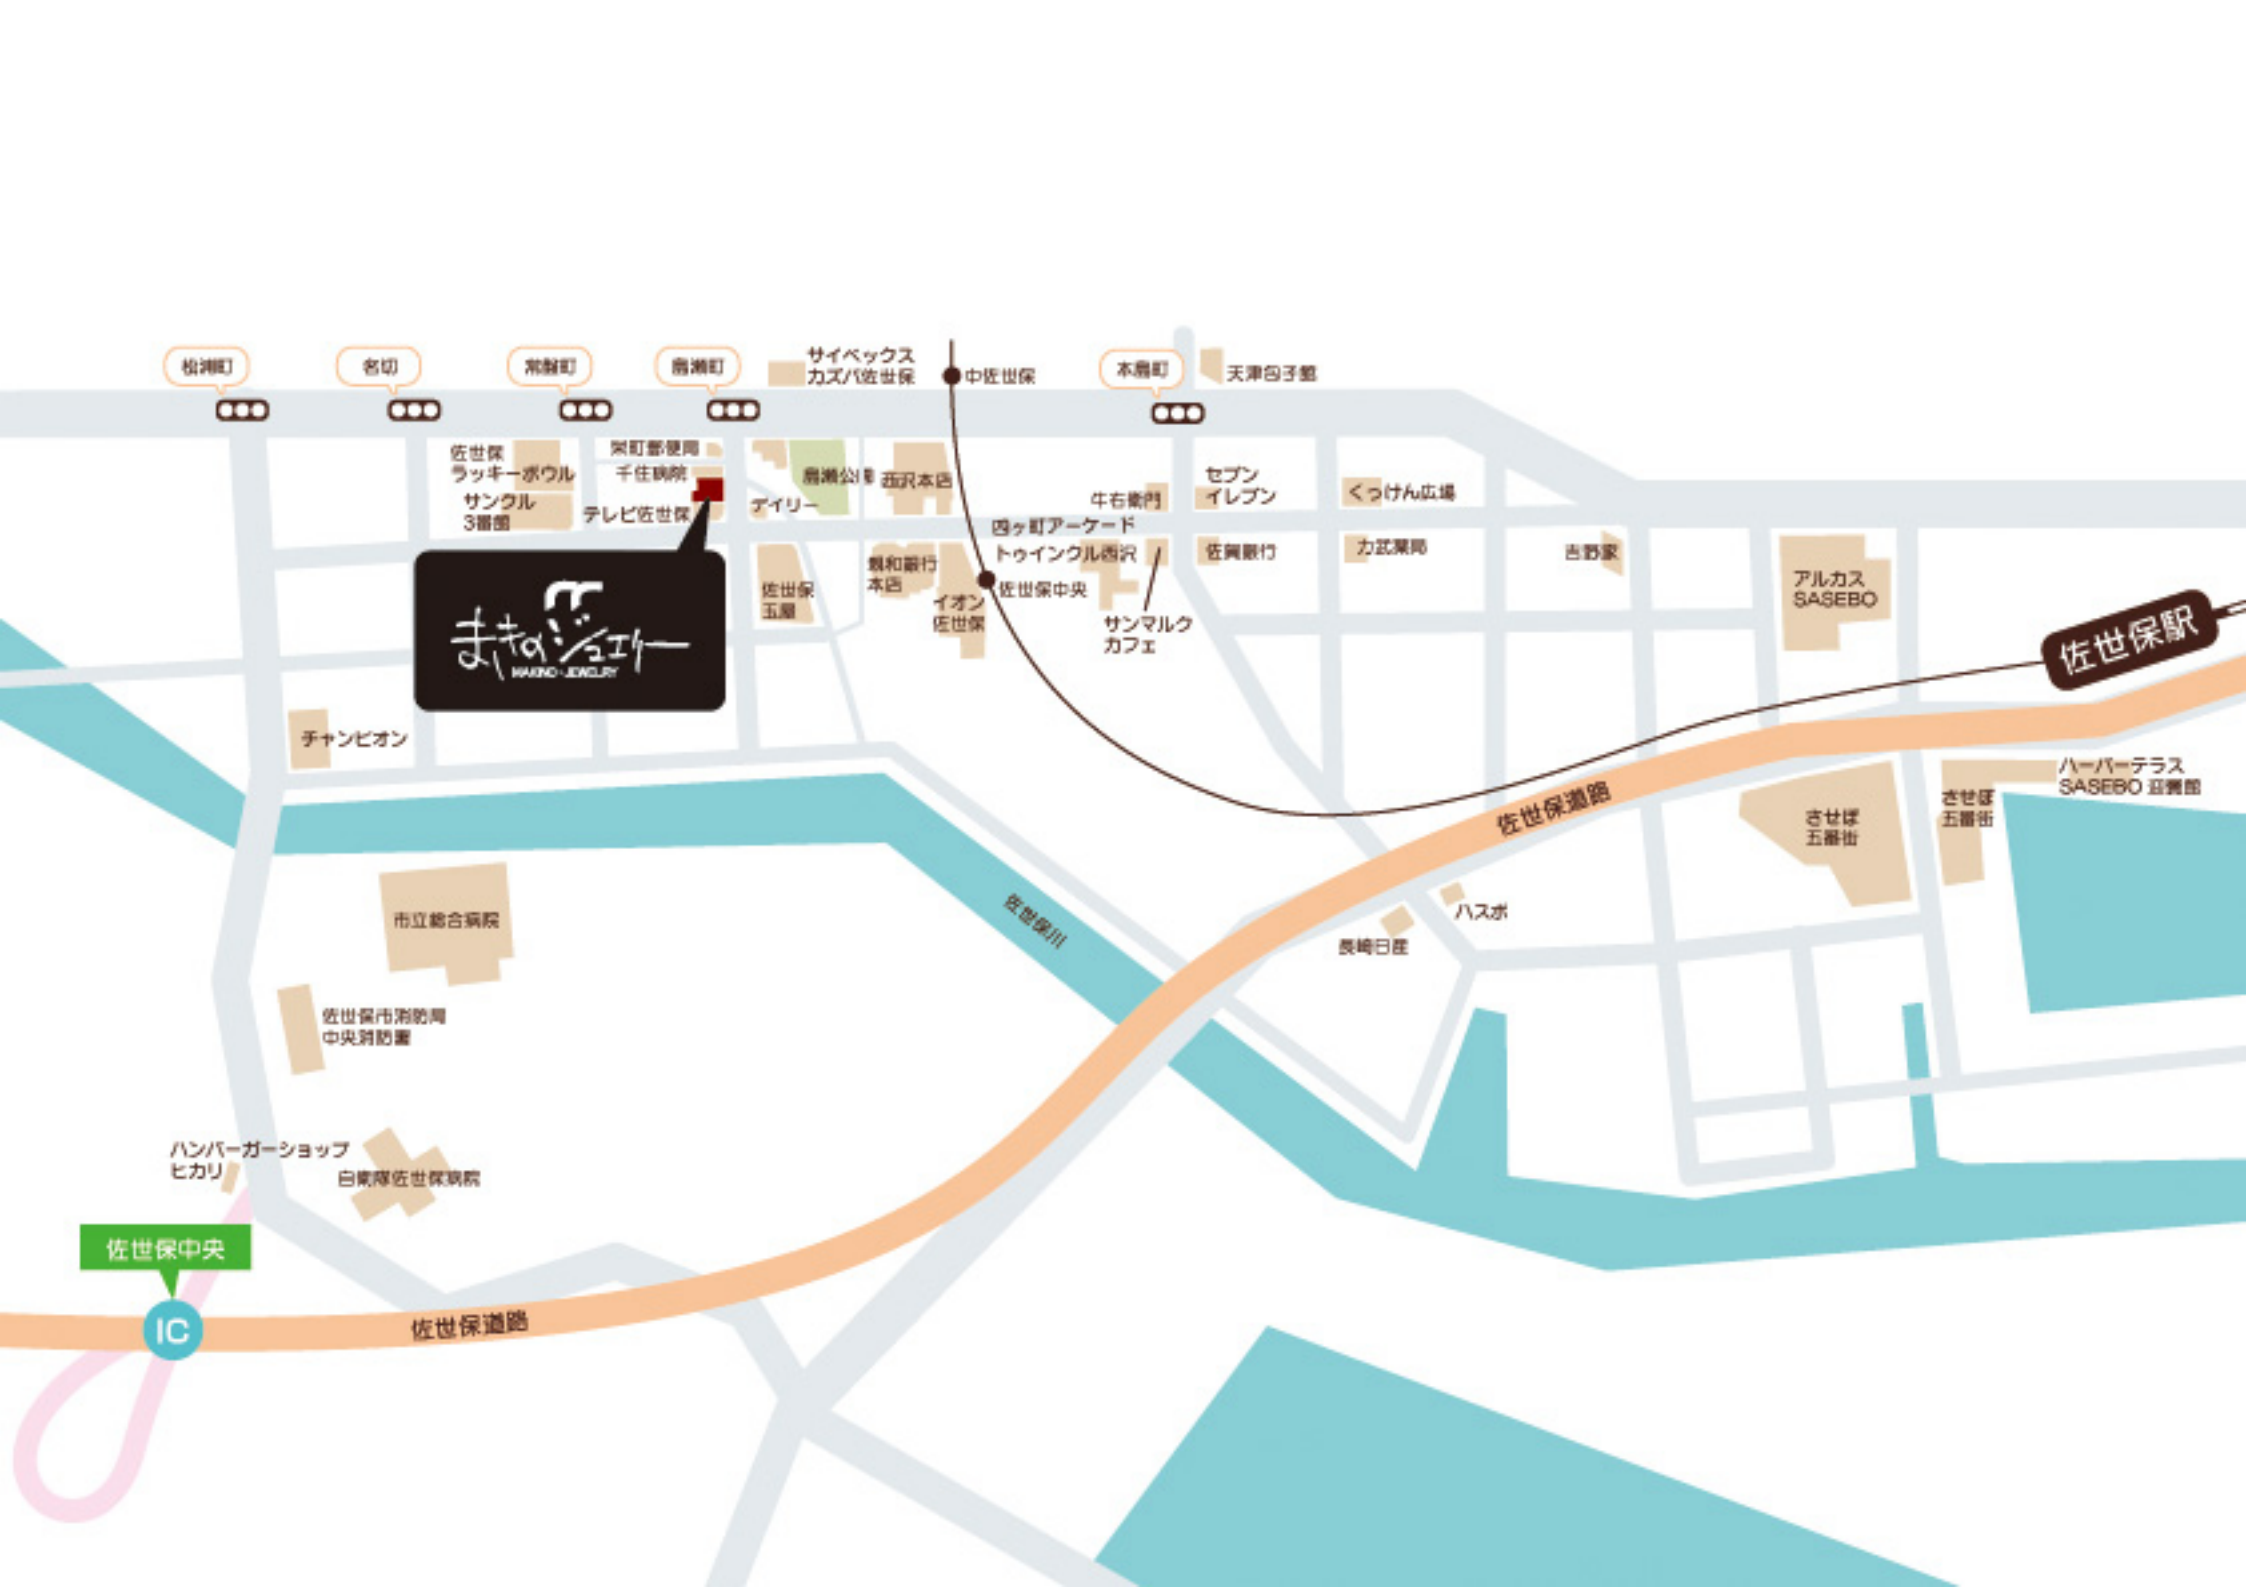 松浦町
名切
常盤町
島瀬町
サイベックス
カズバ佐世保
中佐世保
本島町
天津包子館
佐世保
ラッキーボウル
サンクル
3番館
栄町郵便局
千住病院
テレビ佐世保
デイリー
島瀬公園
西沢本店
牛右衛門
セブン
イレブン
くっけん広場
四ヶ町アーケード
トゥインクル西沢
佐賀銀行
力武薬局
吉野家
アルカス
SASEBO
佐世保駅
まきのジュエリー
MAKINO・JEWELRY
佐世保
玉屋
親和銀行
本店
イオン
佐世保
佐世保中央
サンマルク
カフェ
チャンピオン
佐世保道路
させぼ
五番街
させぼ
五番街
ハーバーテラス
SASEBO 迎賓館
市立総合病院
佐世保川
ハスボ
長崎日産
佐世保市消防局
中央消防署
ハンバーガーショップ
ヒカリ
自衛隊佐世保病院
佐世保中央
IC
佐世保道路